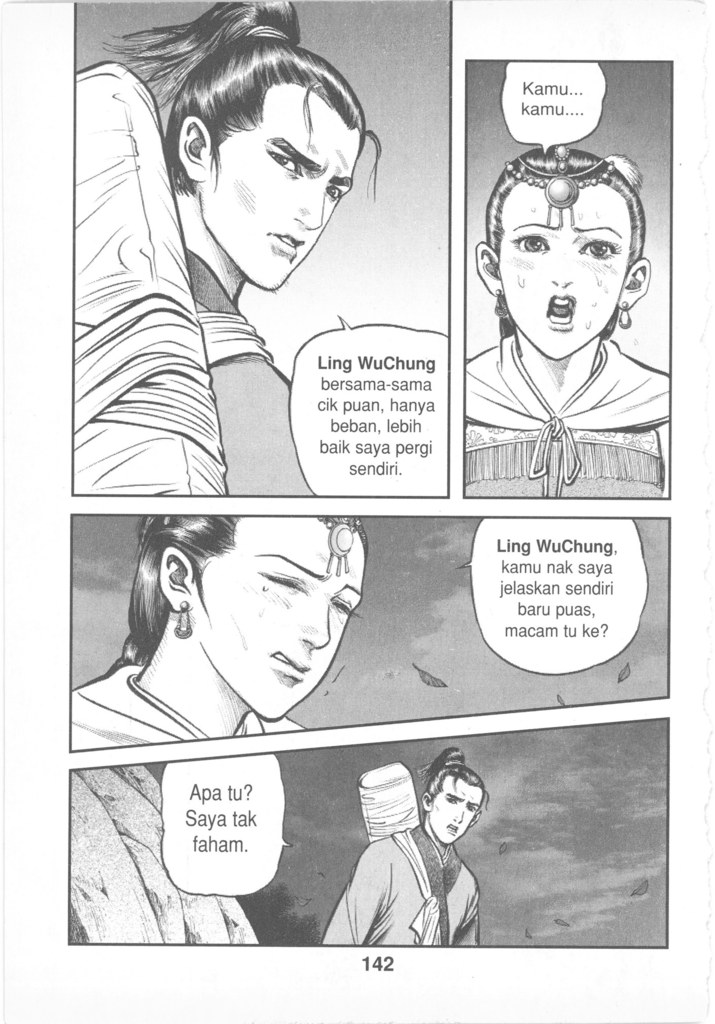 Ling WuChung
bersama-sama
cik puan, hanya
beban, lebih
baik saya pergi
sendiri.
Kamu...
kamu....
Ling WuChung,
kamu nak saya
jelaskan sendiri
baru puas,
macam tu ke?
Apa tu?
Saya tak
faham.
142